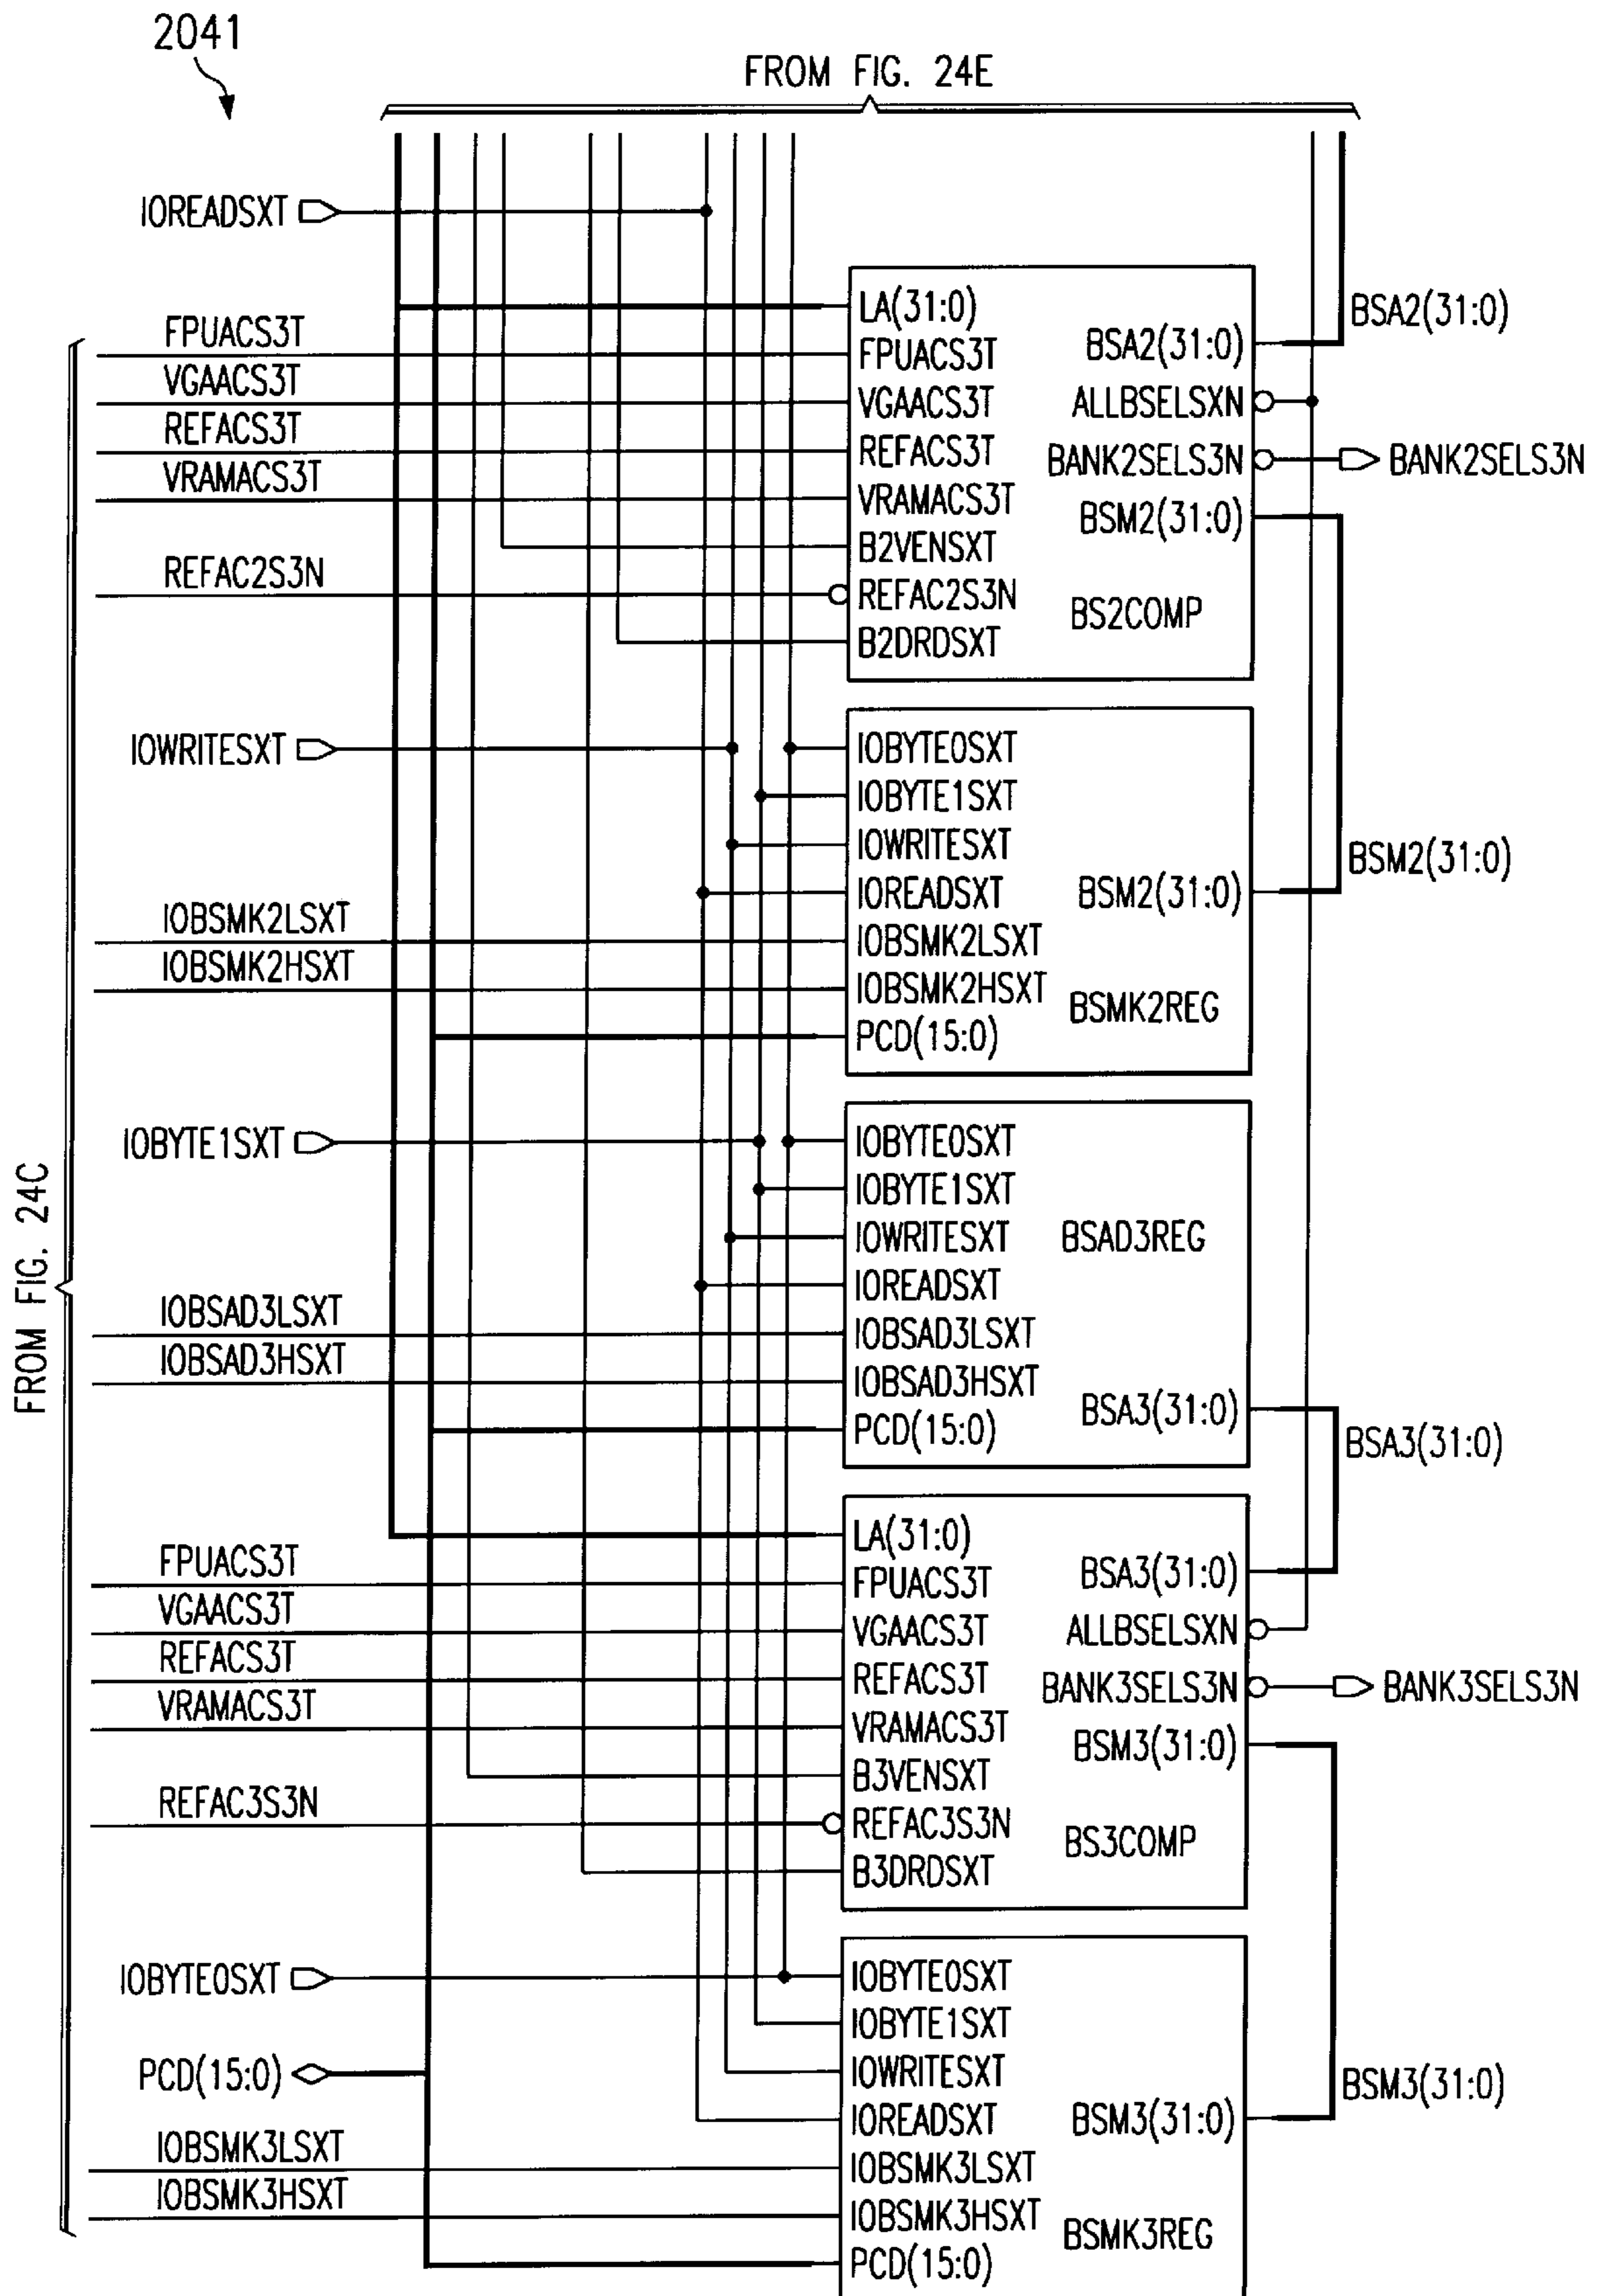 2041
FROM FIG. 24E
IOREADSXT
LA(31:0)
FPUACS3T
VGAACS3T
REFACS3T
VRAMACS3T
B2VENSXT
REFAC2S3N
B2DRDSXT
BSA2(31:0)
ALLBSELSXN
BANK2SELS3N
BSM2(31:0)
BS2COMP
BSA2(31:0)
BANK2SELS3N
FPUACS3T
VGAACS3T
REFACS3T
VRAMACS3T
REFAC2S3N
IOWRITESXT
IOBYTE0SXT
IOBYTE1SXT
IOWRITESXT
IOREADSXT
IOBSMK2LSXT
IOBSMK2HSXT
PCD(15:0)
BSM2(31:0)
BSMK2REG
BSM2(31:0)
IOBSMK2LSXT
IOBSMK2HSXT
FROM FIG. 24C
IOBYTE1SXT
IOBYTE0SXT
IOBYTE1SXT
IOWRITESXT
IOREADSXT
IOBSAD3LSXT
IOBSAD3HSXT
PCD(15:0)
BSAD3REG
BSA3(31:0)
BSA3(31:0)
IOBSAD3LSXT
IOBSAD3HSXT
LA(31:0)
FPUACS3T
VGAACS3T
REFACS3T
VRAMACS3T
B3VENSXT
REFAC3S3N
B3DRDSXT
BSA3(31:0)
ALLBSELSXN
BANK3SELS3N
BSM3(31:0)
BS3COMP
BANK3SELS3N
FPUACS3T
VGAACS3T
REFACS3T
VRAMACS3T
REFAC3S3N
IOBYTE0SXT
PCD(15:0)
IOBYTE0SXT
IOBYTE1SXT
IOWRITESXT
IOREADSXT
IOBSMK3LSXT
IOBSMK3HSXT
PCD(15:0)
BSM3(31:0)
BSMK3REG
BSM3(31:0)
IOBSMK3LSXT
IOBSMK3HSXT